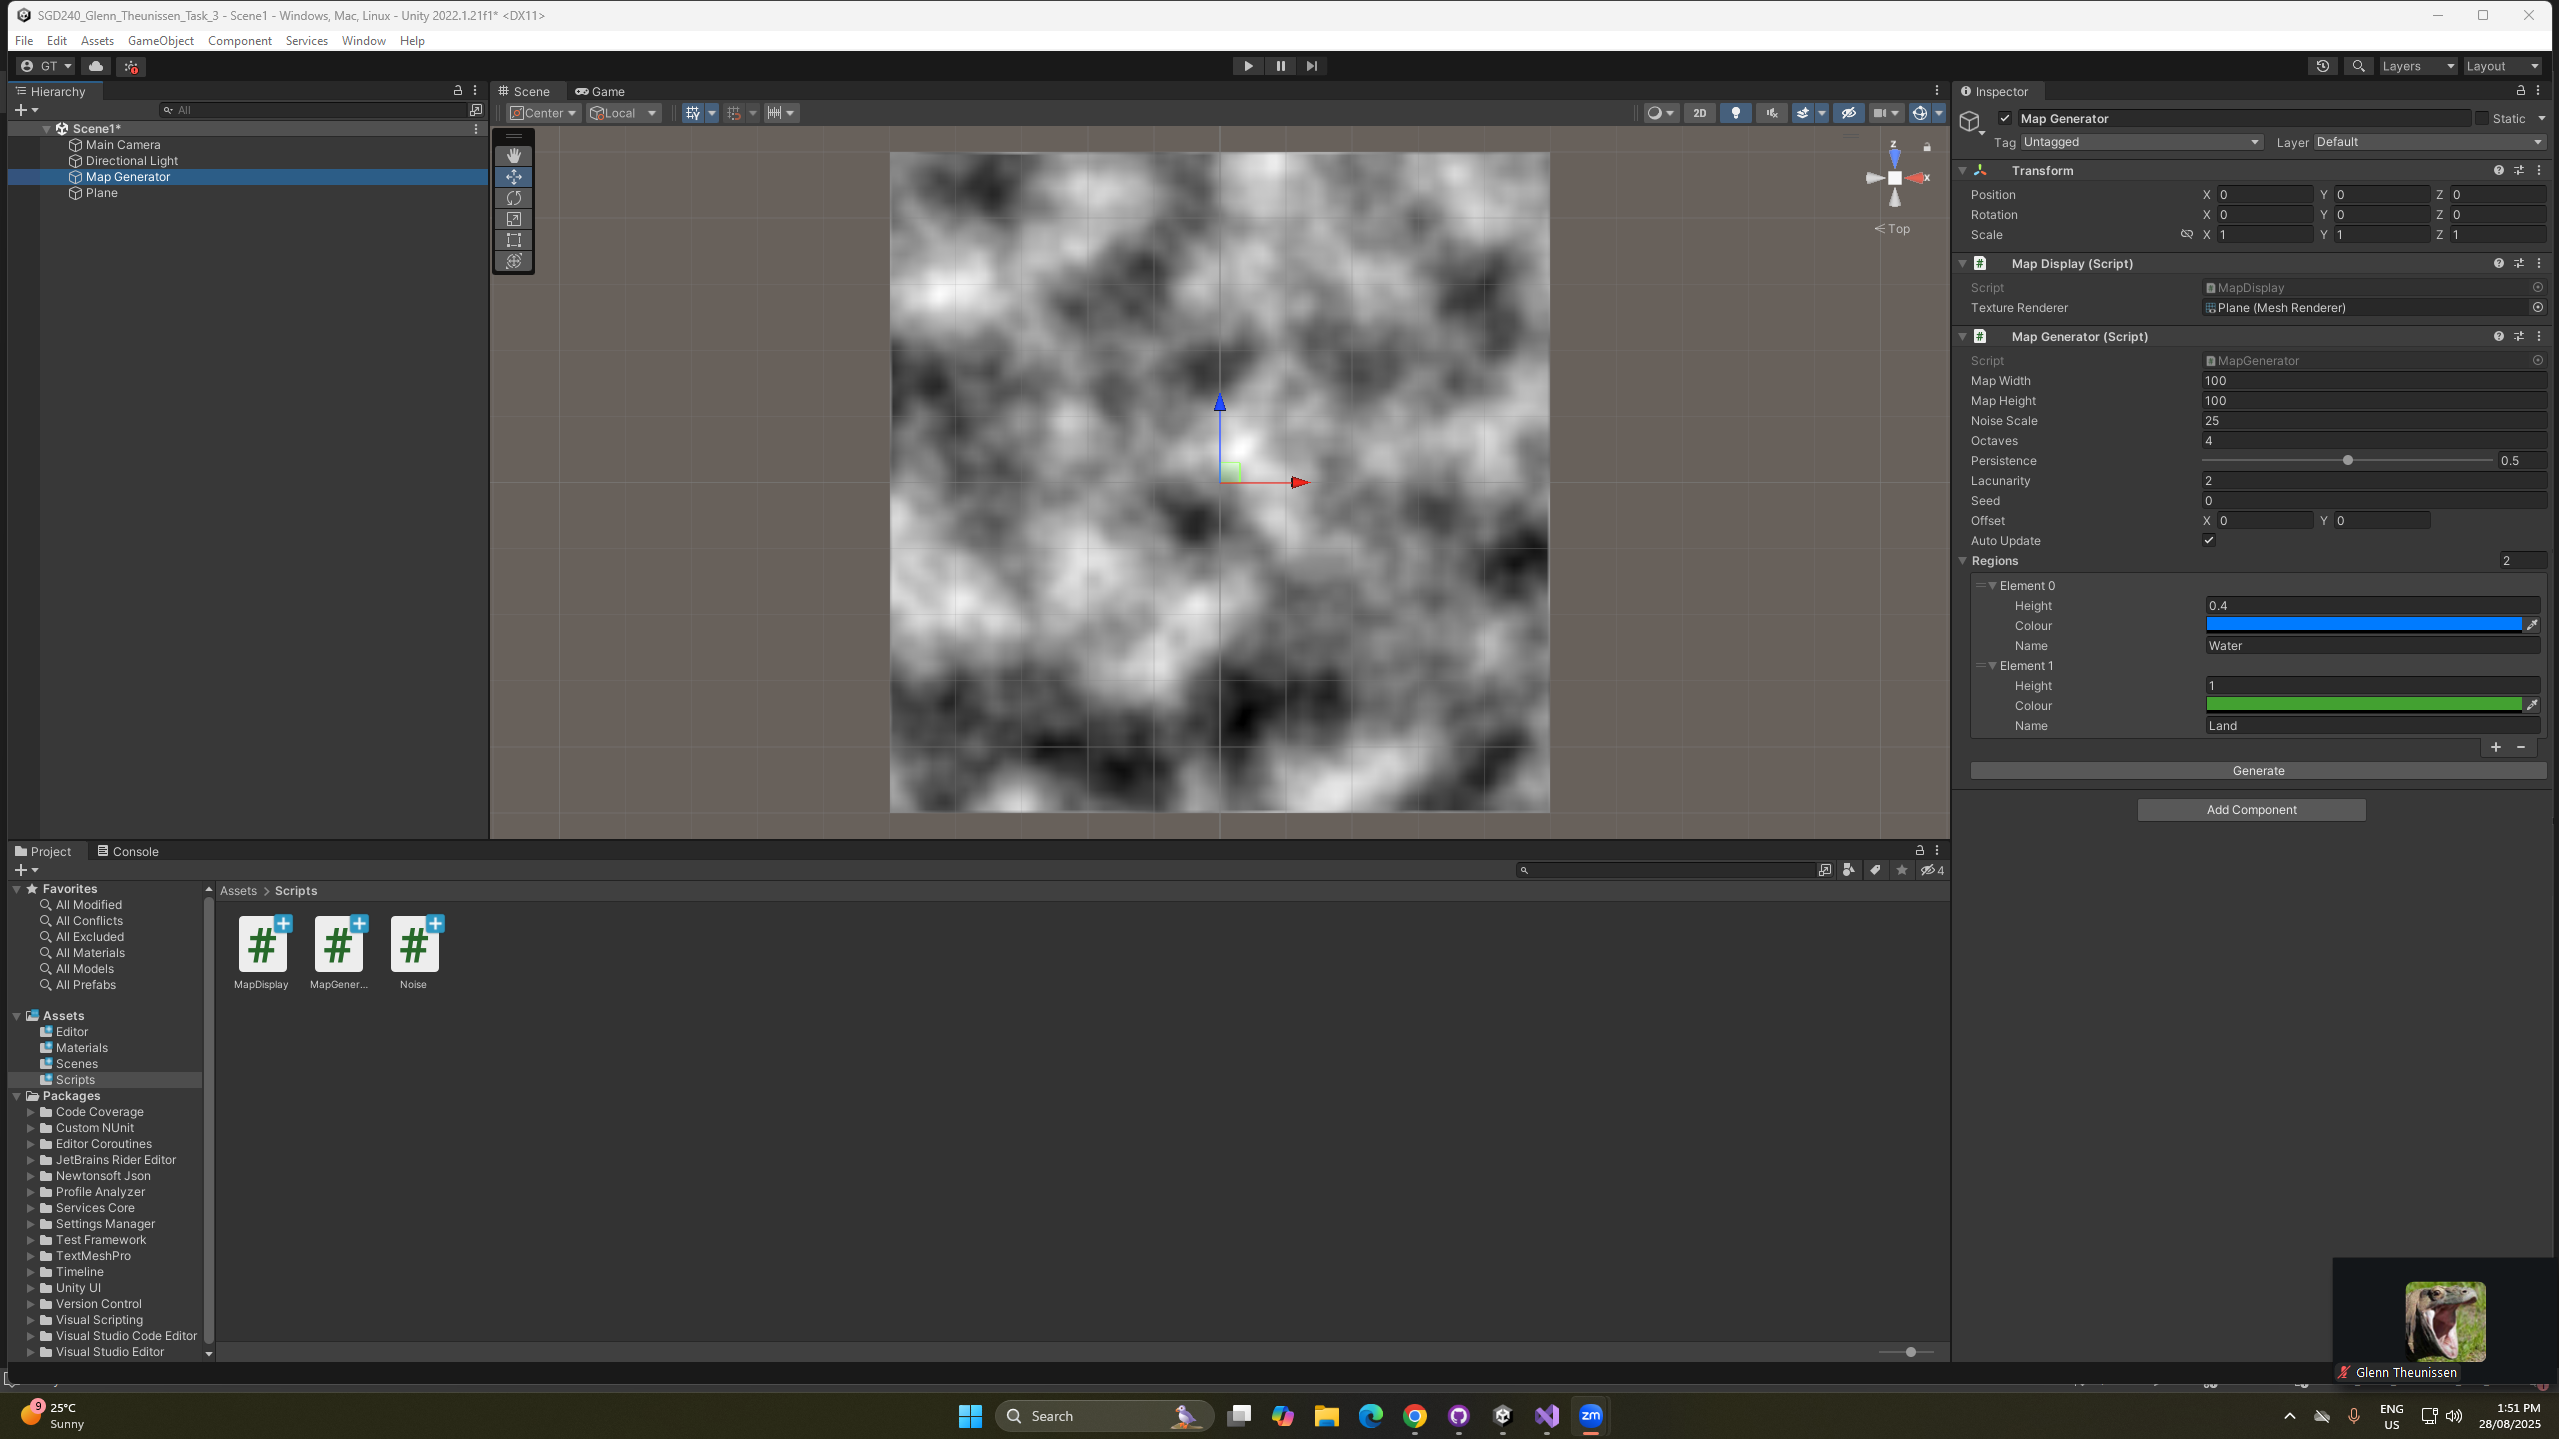 SGD240_Glenn_Theunissen_Task_3 - Scene1 - Windows, Mac, Linux - Unity 2022.1.21f1* <DX11>
File Edit Assets GameObject Component Services Window Help
GT Layers Layout
Hierarchy
All
Scene1*
Main Camera
Directional Light
Map Generator
Plane
Scene Game
Center Local 2D
z
x
Top
Inspector
Map Generator Static
Tag Untagged Layer Default
Transform
Position X 0 Y 0 Z 0
Rotation X 0 Y 0 Z 0
Scale X 1 Y 1 Z 1
Map Display (Script)
Script MapDisplay
Texture Renderer Plane (Mesh Renderer)
Map Generator (Script)
Script MapGenerator
Map Width 100
Map Height 100
Noise Scale 25
Octaves 4
Persistence 0.5
Lacunarity 2
Seed 0
Offset X 0 Y 0
Auto Update
Regions 2
Element 0
Height 0.4
Colour
Name Water
Element 1
Height 1
Colour
Name Land
Generate
Add Component
Project Console
4
Favorites
All Modified
All Conflicts
All Excluded
All Materials
All Models
All Prefabs
Assets
Editor
Materials
Scenes
Scripts
Packages
Code Coverage
Custom NUnit
Editor Coroutines
JetBrains Rider Editor
Newtonsoft Json
Profile Analyzer
Services Core
Settings Manager
Test Framework
TextMeshPro
Timeline
Unity UI
Version Control
Visual Scripting
Visual Studio Code Editor
Visual Studio Editor
Assets > Scripts
MapDisplay MapGener... Noise
Glenn Theunissen
9
25°C
Sunny
Search
zm
ENG
US
1:51 PM
28/08/2025